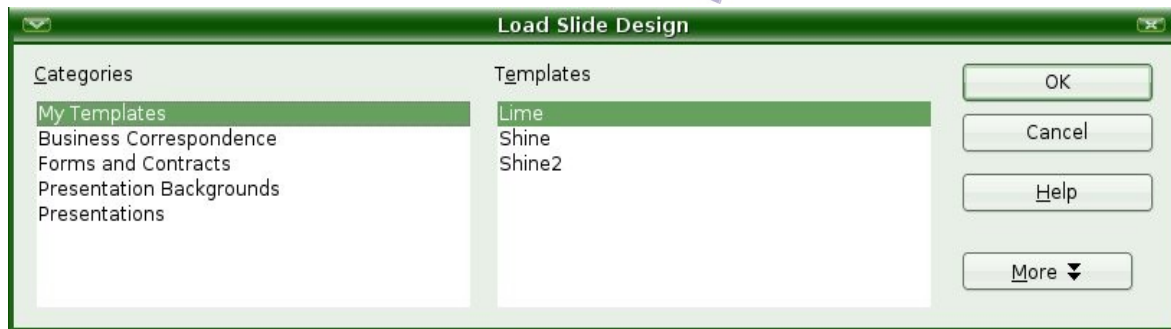 Load Slide Design
Categories
My Templates
Business Correspondence
Forms and Contracts
Presentation Backgrounds
Presentations
Templates
Lime
Shine
Shine2
OK
Cancel
Help
More